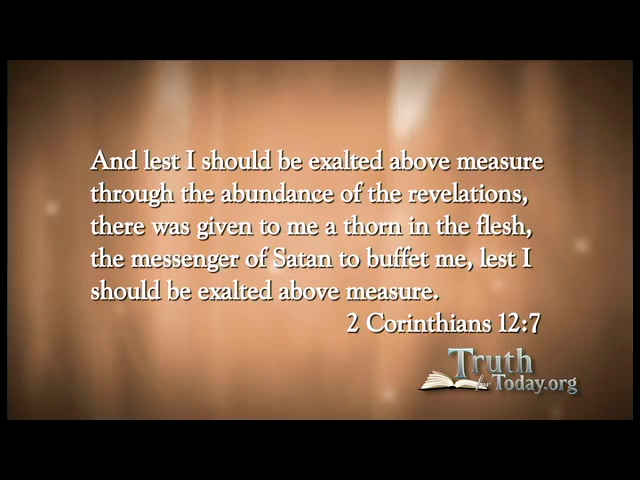 And lest I should be exalted above measure
through the abundance of the revelations,
there was given to me a thorn in the flesh,
the messenger of Satan to buffet me, lest I
should be exalted above measure.
2 Corinthians 12:7
Truth
for Today.org